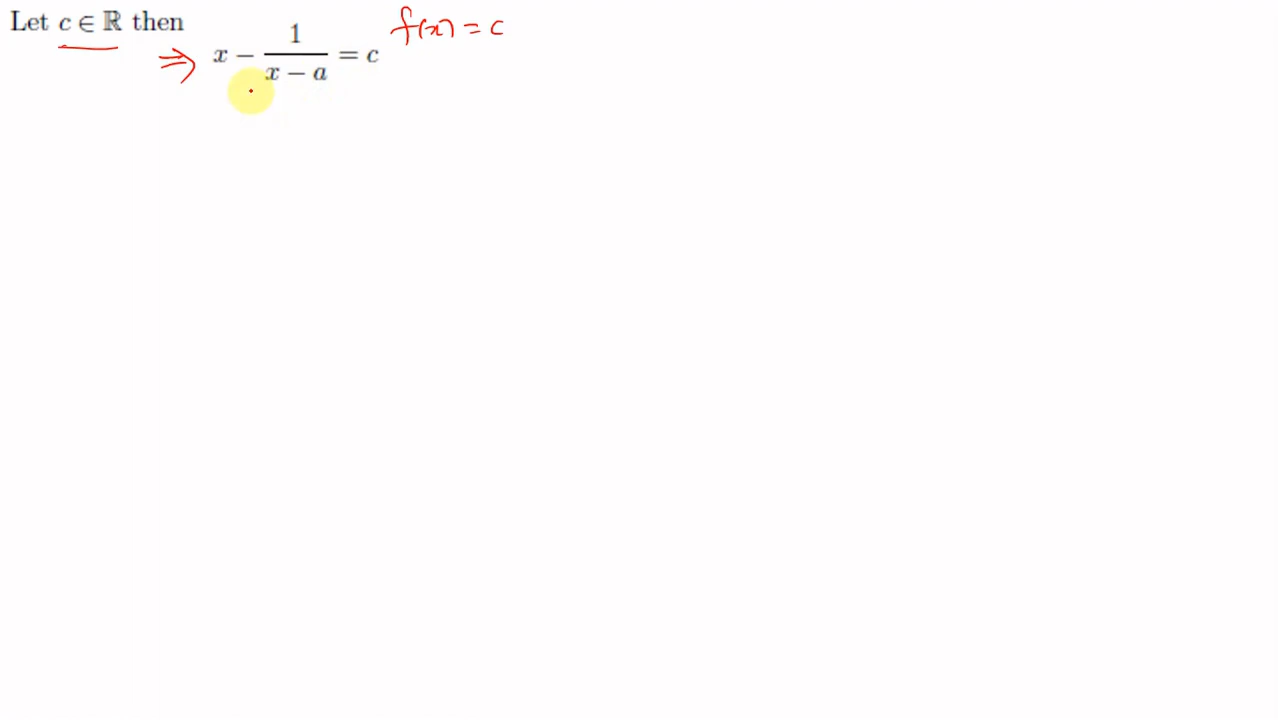 Let c ∈ ℝ then
⇒ x − 1/(x − a) = c f(x) = c